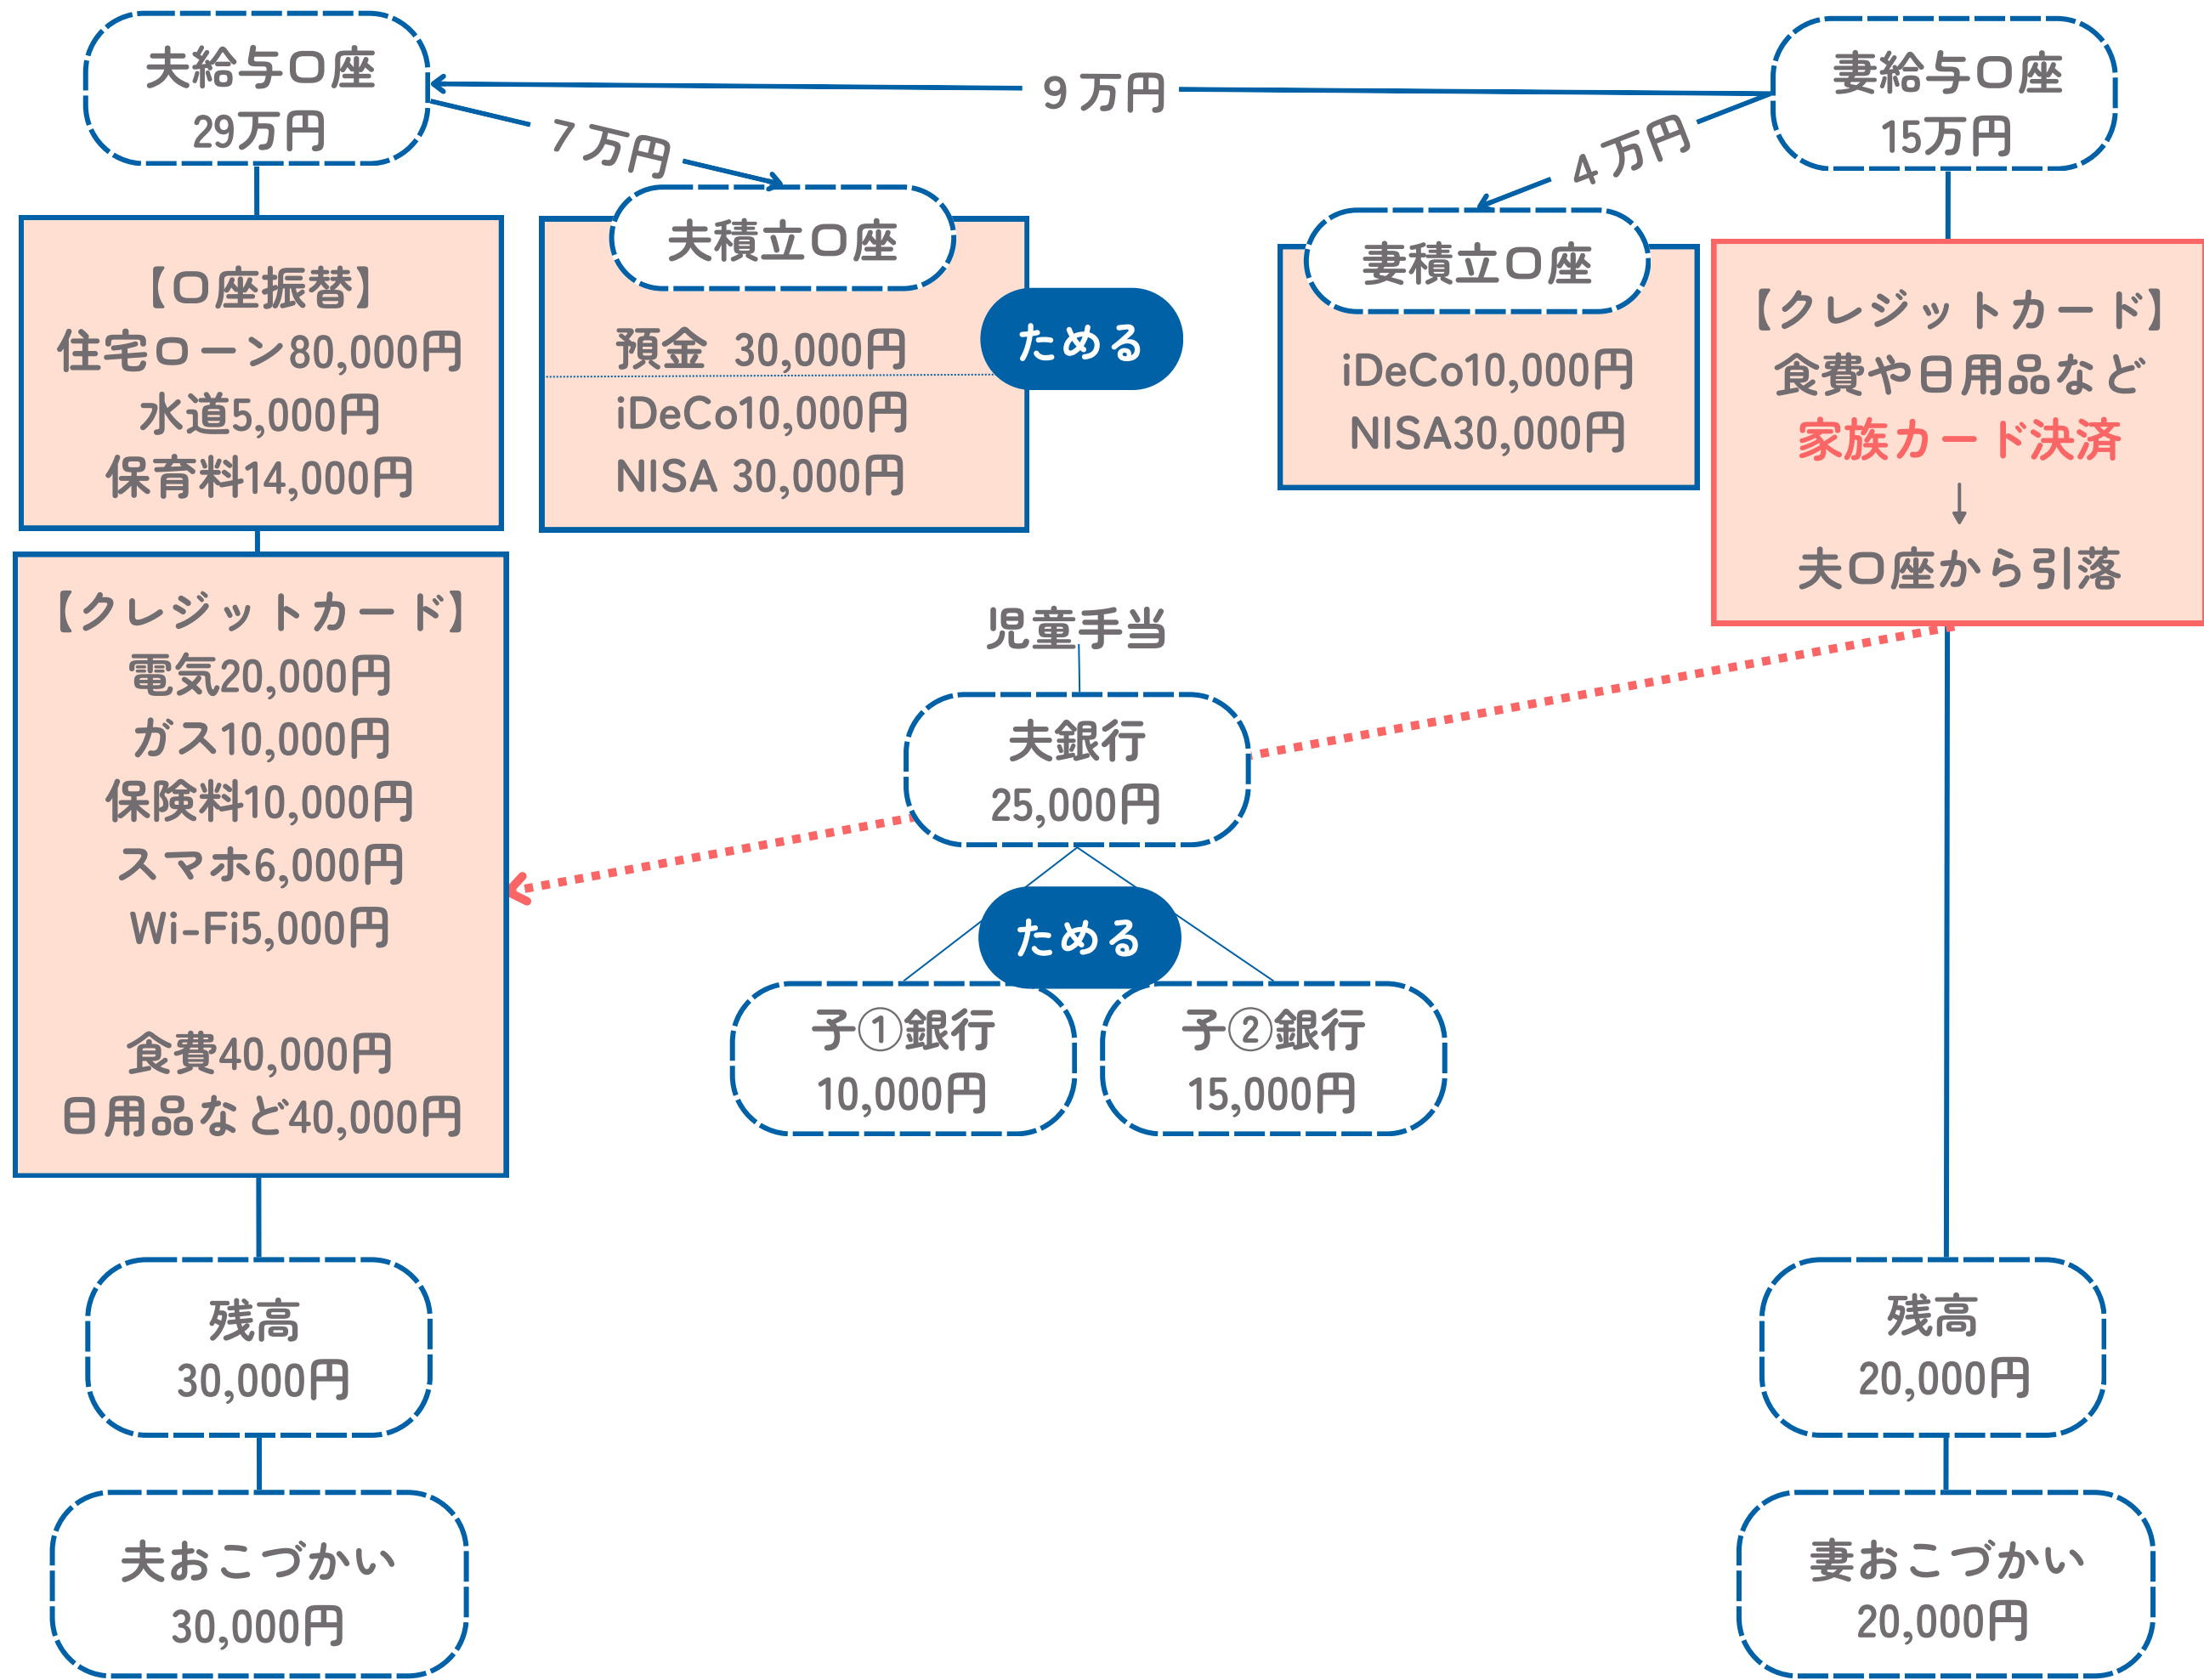 夫給与口座
29万円
9 万円
妻給与口座
15万円
7 万円
4 万円
【口座振替】
住宅ローン80,000円
水道5,000円
保育料14,000円
夫積立口座
預金 30,000円
iDeCo10,000円
NISA 30,000円
ためる
妻積立口座
iDeCo10,000円
NISA30,000円
【クレジットカード】
食費や日用品など
家族カード決済
↓
夫口座から引落
【クレジットカード】
電気20,000円
ガス10,000円
保険料10,000円
スマホ6,000円
Wi-Fi5,000円
食費40,000円
日用品など40,000円
児童手当
夫銀行
25,000円
ためる
子①銀行
10,000円
子②銀行
15,000円
残高
30,000円
夫おこづかい
30,000円
残高
20,000円
妻おこづかい
20,000円